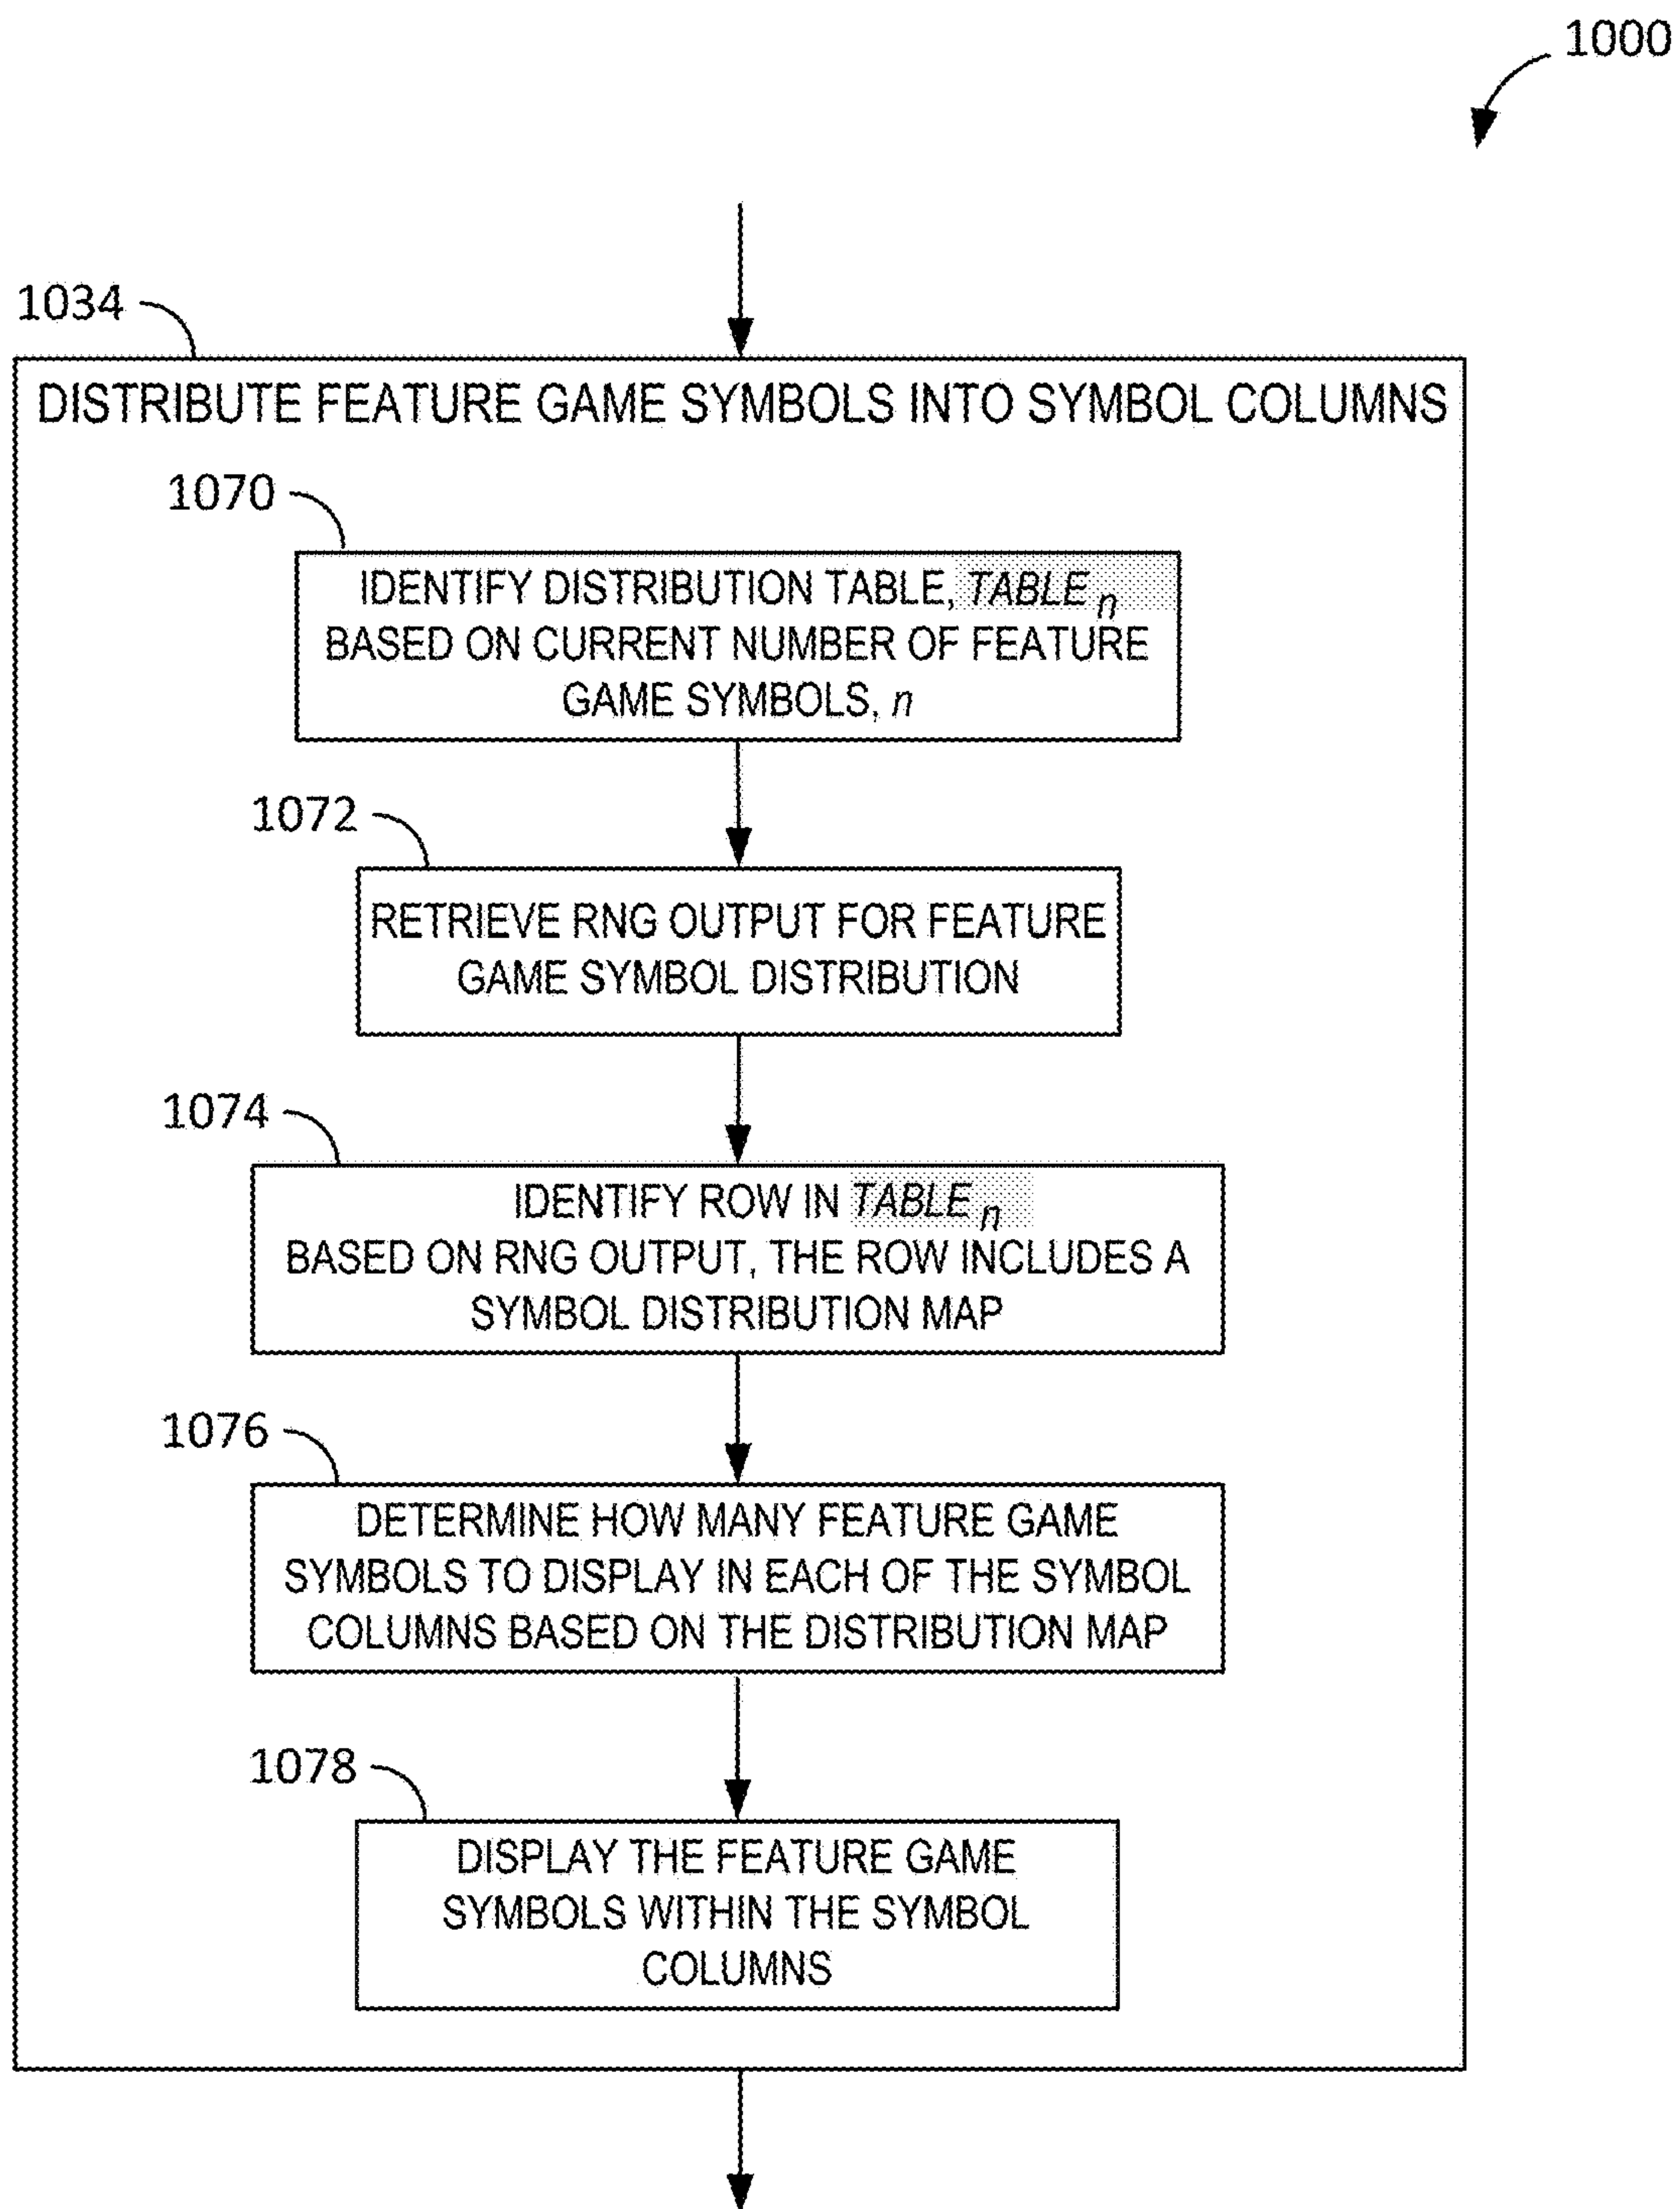 1000
1034
DISTRIBUTE FEATURE GAME SYMBOLS INTO SYMBOL COLUMNS
1070
IDENTIFY DISTRIBUTION TABLE, TABLE n
BASED ON CURRENT NUMBER OF FEATURE
GAME SYMBOLS, n
1072
RETRIEVE RNG OUTPUT FOR FEATURE
GAME SYMBOL DISTRIBUTION
1074
IDENTIFY ROW IN TABLE n
BASED ON RNG OUTPUT, THE ROW INCLUDES A
SYMBOL DISTRIBUTION MAP
1076
DETERMINE HOW MANY FEATURE GAME
SYMBOLS TO DISPLAY IN EACH OF THE SYMBOL
COLUMNS BASED ON THE DISTRIBUTION MAP
1078
DISPLAY THE FEATURE GAME
SYMBOLS WITHIN THE SYMBOL
COLUMNS